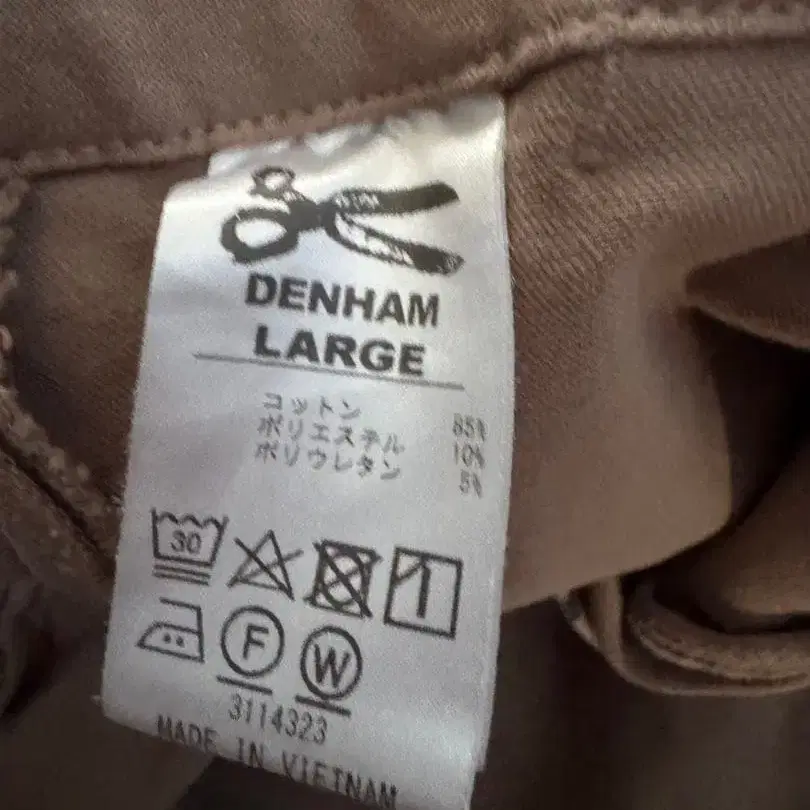 DENHAM
LARGE
コットン 85%
ポリエステル 10%
ポリウレタン 5%
30
F
W
3114323
MADE IN VIETNAM